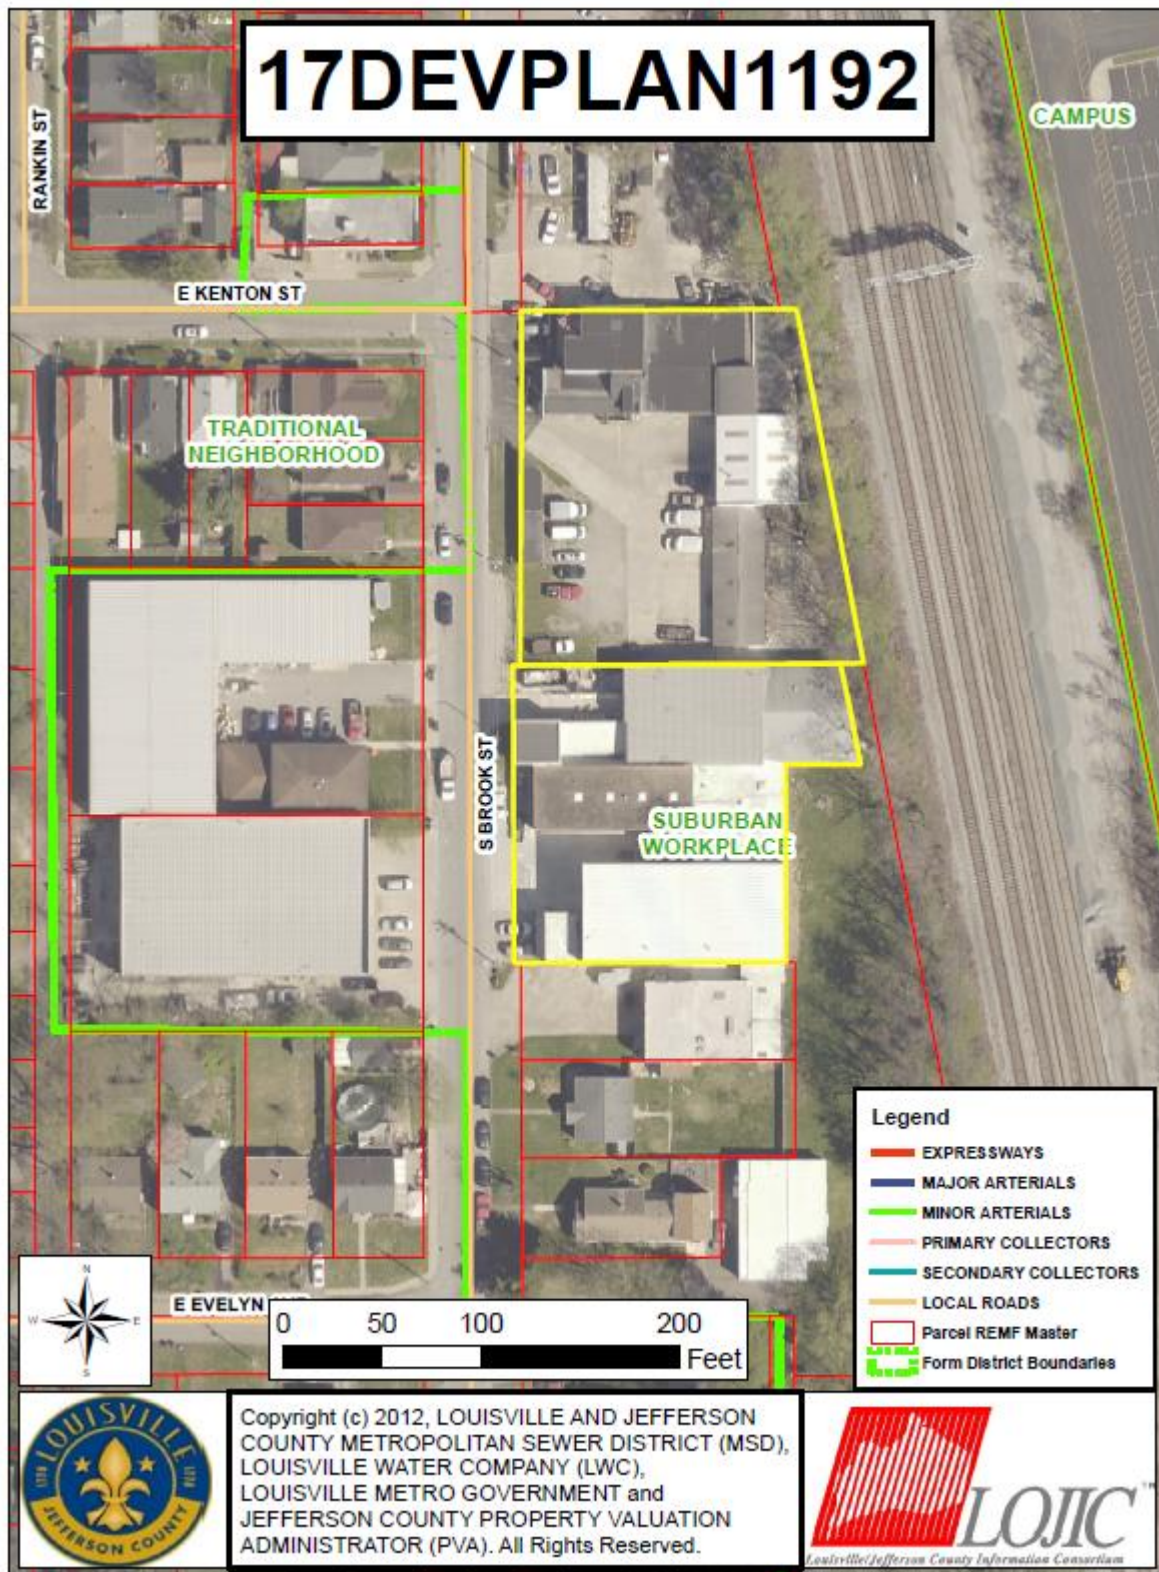 17DEVPLAN1192
CAMPUS
RANKIN ST
E KENTON ST
TRADITIONAL
NEIGHBORHOOD
S BROOK ST
SUBURBAN
WORKPLACE
E EVELYN
Legend
EXPRESSWAYS
MAJOR ARTERIALS
MINOR ARTERIALS
PRIMARY COLLECTORS
SECONDARY COLLECTORS
LOCAL ROADS
Parcel REMF Master
Form District Boundaries
N
W E
S
0 50 100 200
Feet
LOUISVILLE
1778 1778
JEFFERSON COUNTY
Copyright (c) 2012, LOUISVILLE AND JEFFERSON
COUNTY METROPOLITAN SEWER DISTRICT (MSD),
LOUISVILLE WATER COMPANY (LWC),
LOUISVILLE METRO GOVERNMENT and
JEFFERSON COUNTY PROPERTY VALUATION
ADMINISTRATOR (PVA). All Rights Reserved.
LOJIC TM
Louisville/Jefferson County Information Consortium